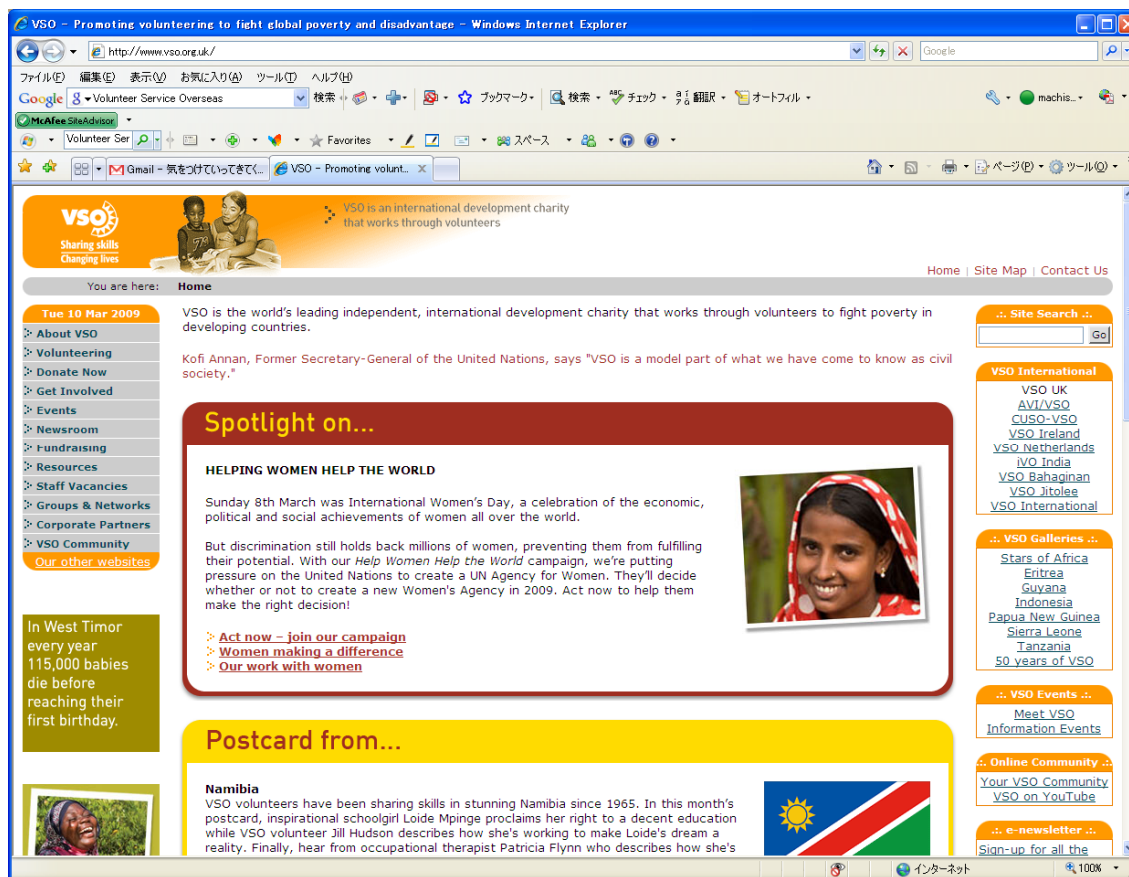 VSO - Promoting volunteering to fight global poverty and disadvantage - Windows Internet Explorer
http://www.vso.org.uk/
Google
ファイル(F) 編集(E) 表示(V) お気に入り(A) ツール(T) ヘルプ(H)
Google Volunteer Service Overseas 検索 ブックマーク 検索 チェック 翻訳 オートフィル machis...
McAfee SiteAdvisor
Volunteer Ser Favorites スペース
Gmail - 気をつけていってきてく... VSO - Promoting volunt... ページ(P) ツール(O)
VSO
Sharing skills
Changing lives
VSO is an international development charity
that works through volunteers
Home | Site Map | Contact Us
You are here: Home
Tue 10 Mar 2009
About VSO
Volunteering
Donate Now
Get Involved
Events
Newsroom
Fundraising
Resources
Staff Vacancies
Groups & Networks
Corporate Partners
VSO Community
Our other websites
In West Timor
every year
115,000 babies
die before
reaching their
first birthday.
VSO is the world's leading independent, international development charity that works through volunteers to fight poverty in
developing countries.
Kofi Annan, Former Secretary-General of the United Nations, says "VSO is a model part of what we have come to know as civil
society."
Spotlight on...
HELPING WOMEN HELP THE WORLD
Sunday 8th March was International Women's Day, a celebration of the economic,
political and social achievements of women all over the world.
But discrimination still holds back millions of women, preventing them from fulfilling
their potential. With our Help Women Help the World campaign, we're putting
pressure on the United Nations to create a UN Agency for Women. They'll decide
whether or not to create a new Women's Agency in 2009. Act now to help them
make the right decision!
Act now – join our campaign
Women making a difference
Our work with women
Postcard from...
Namibia
VSO volunteers have been sharing skills in stunning Namibia since 1965. In this month's
postcard, inspirational schoolgirl Loide Mpinge proclaims her right to a decent education
while VSO volunteer Jill Hudson describes how she's working to make Loide's dream a
reality. Finally, hear from occupational therapist Patricia Flynn who describes how she's
.:. Site Search .:.
Go
VSO International
VSO UK
AVI/VSO
CUSO-VSO
VSO Ireland
VSO Netherlands
iVO India
VSO Bahaginan
VSO Jitolee
VSO International
.:. VSO Galleries .:.
Stars of Africa
Eritrea
Guyana
Indonesia
Papua New Guinea
Sierra Leone
Tanzania
50 years of VSO
.:. VSO Events .:.
Meet VSO
Information Events
.:. Online Community .:.
Your VSO Community
VSO on YouTube
.:. e-newsletter .:.
Sign-up for all the
インターネット 100%